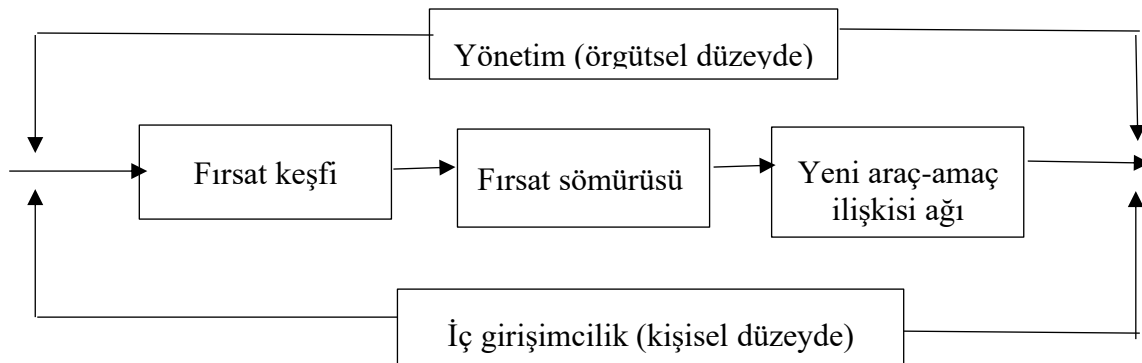 Yönetim (örgütsel düzeyde)
Fırsat keşfi
Fırsat sömürüsü
Yeni araç-amaç
ilişkisi ağı
İç girişimcilik (kişisel düzeyde)